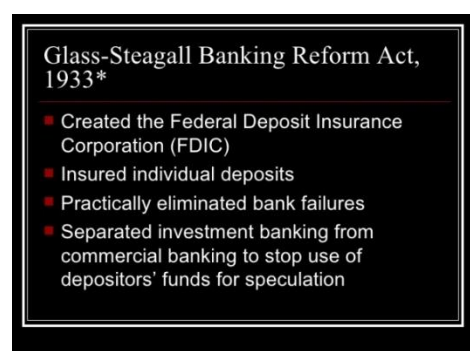 Glass-Steagall Banking Reform Act,
1933*
Created the Federal Deposit Insurance
Corporation (FDIC)
Insured individual deposits
Practically eliminated bank failures
Separated investment banking from
commercial banking to stop use of
depositors' funds for speculation